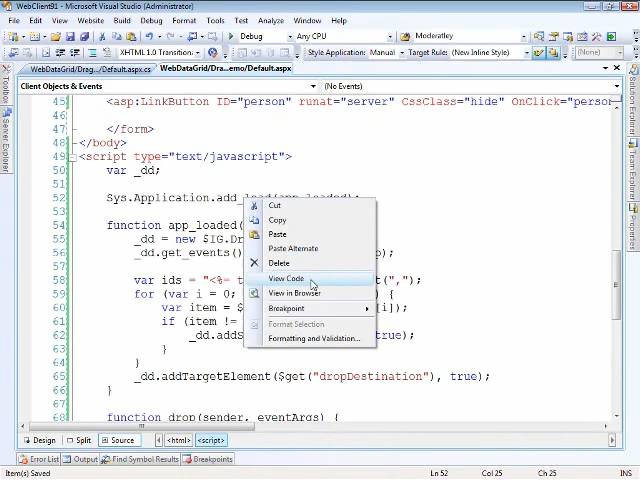 WebClient91 - Microsoft Visual Studio (Administrator)
File Edit View Website Build Debug Format Tools Test Analyze Window Help
Debug Any CPU Moderatley
XHTML 1.0 Transition Style Application: Manual Target Rule: (New Inline Style) (None)
WebDataGrid/Drag.../Default.aspx.cs WebDataGrid/Dra...emo/Default.aspx
Client Objects & Events (No Events)
Toolbox
Server Explorer
Solution Explorer
Properties
45 <asp:LinkButton ID="person" runat="server" CssClass="hide" OnClick="person
46
47 </form>
48 </body>
49 <script type="text/javascript">
50 var _dd;
51
52 Sys.Application.add_load(app_loaded);
53
54 function app_loaded(
55 _dd = new $IG.Dr
56 _dd.get_events() p);
57
58 var ids = "<%= t t(",");
59 for (var i = 0; ) {
60 var item = $ [i]);
61 if (item !=
62 _dd.addS true);
63 }
64 }
65 _dd.addTargetElement($get("dropDestination"), true);
66 }
67
68 function drop(sender, eventArgs) {
Cut
Copy
Paste
Paste Alternate
Delete
View Code
View in Browser
Breakpoint
Format Selection
Formatting and Validation...
Design Split Source <html> <script>
Error List Output Find Symbol Results Breakpoints
Item(s) Saved Ln 52 Col 25 Ch 25 INS